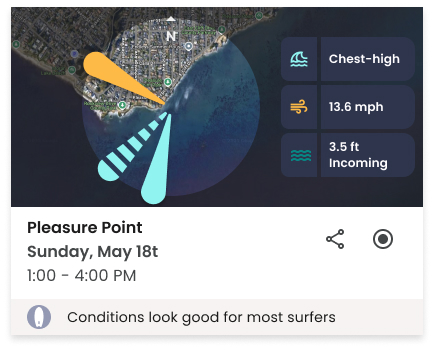 N
Chest-high
13.6 mph
3.5 ft
Incoming
Pleasure Point
Sunday, May 18t
1:00 - 4:00 PM
Conditions look good for most surfers